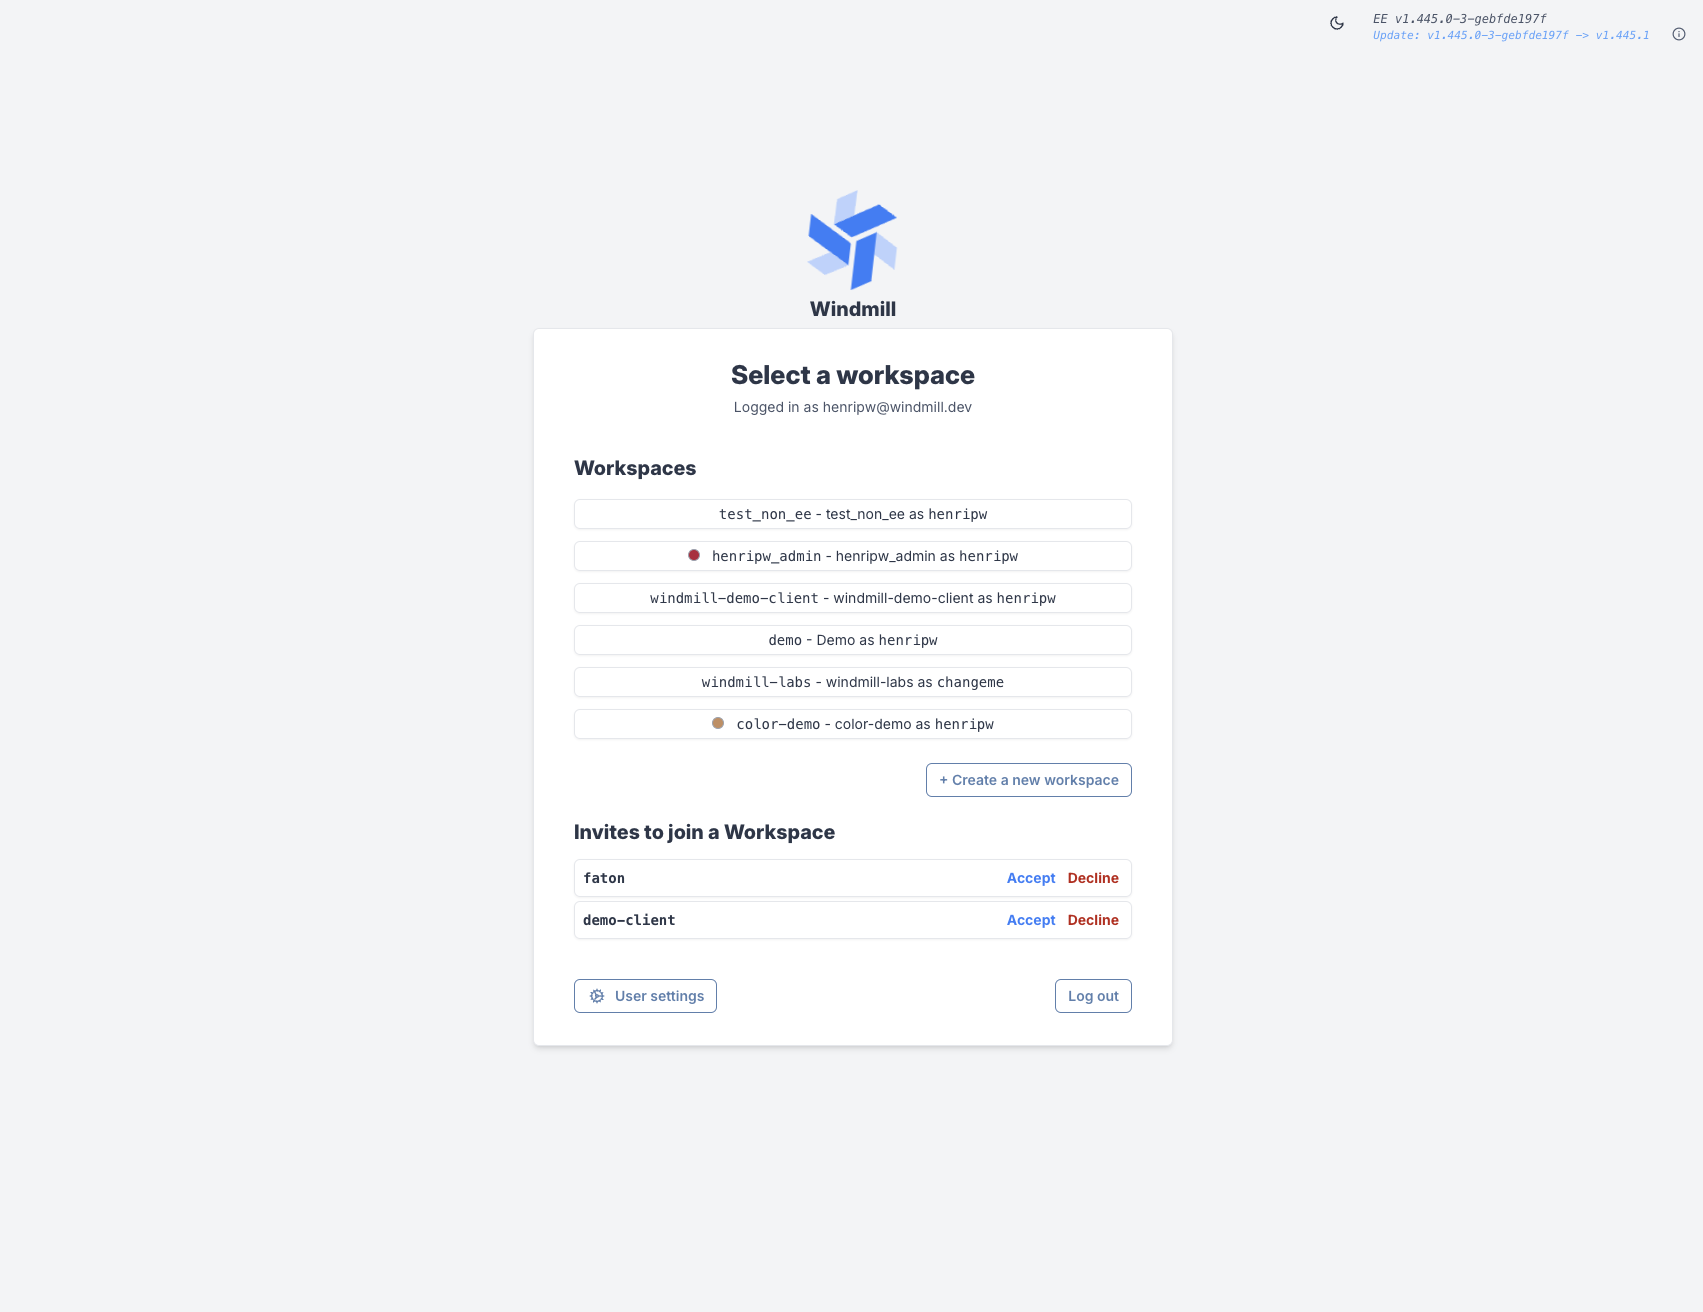 EE v1.445.0-3-gebfde197f
Update: v1.445.0-3-gebfde197f -> v1.445.1
Windmill
Select a workspace
Logged in as henripw@windmill.dev
Workspaces
test_non_ee - test_non_ee as henripw
henripw_admin - henripw_admin as henripw
windmill-demo-client - windmill-demo-client as henripw
demo - Demo as henripw
windmill-labs - windmill-labs as changeme
color-demo - color-demo as henripw
+ Create a new workspace
Invites to join a Workspace
faton Accept Decline
demo-client Accept Decline
User settings Log out